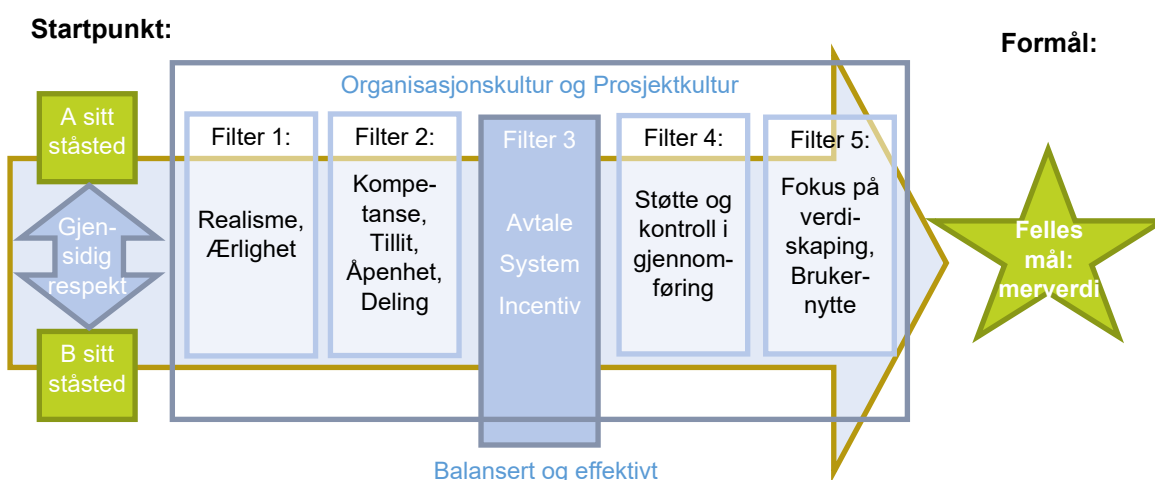 Startpunkt:
Formål:
Organisasjonskultur og Prosjektkultur
A sitt
ståsted
Gjen-
sidig
respekt
B sitt
ståsted
Filter 1:
Realisme,
Ærlighet
Filter 2:
Kompe-
tanse,
Tillit,
Åpenhet,
Deling
Filter 3
Avtale
System
Incentiv
Filter 4:
Støtte og
kontroll i
gjennom-
føring
Filter 5:
Fokus på
verdi-
skaping,
Bruker-
nytte
Felles
mål:
merverdi
Balansert og effektivt